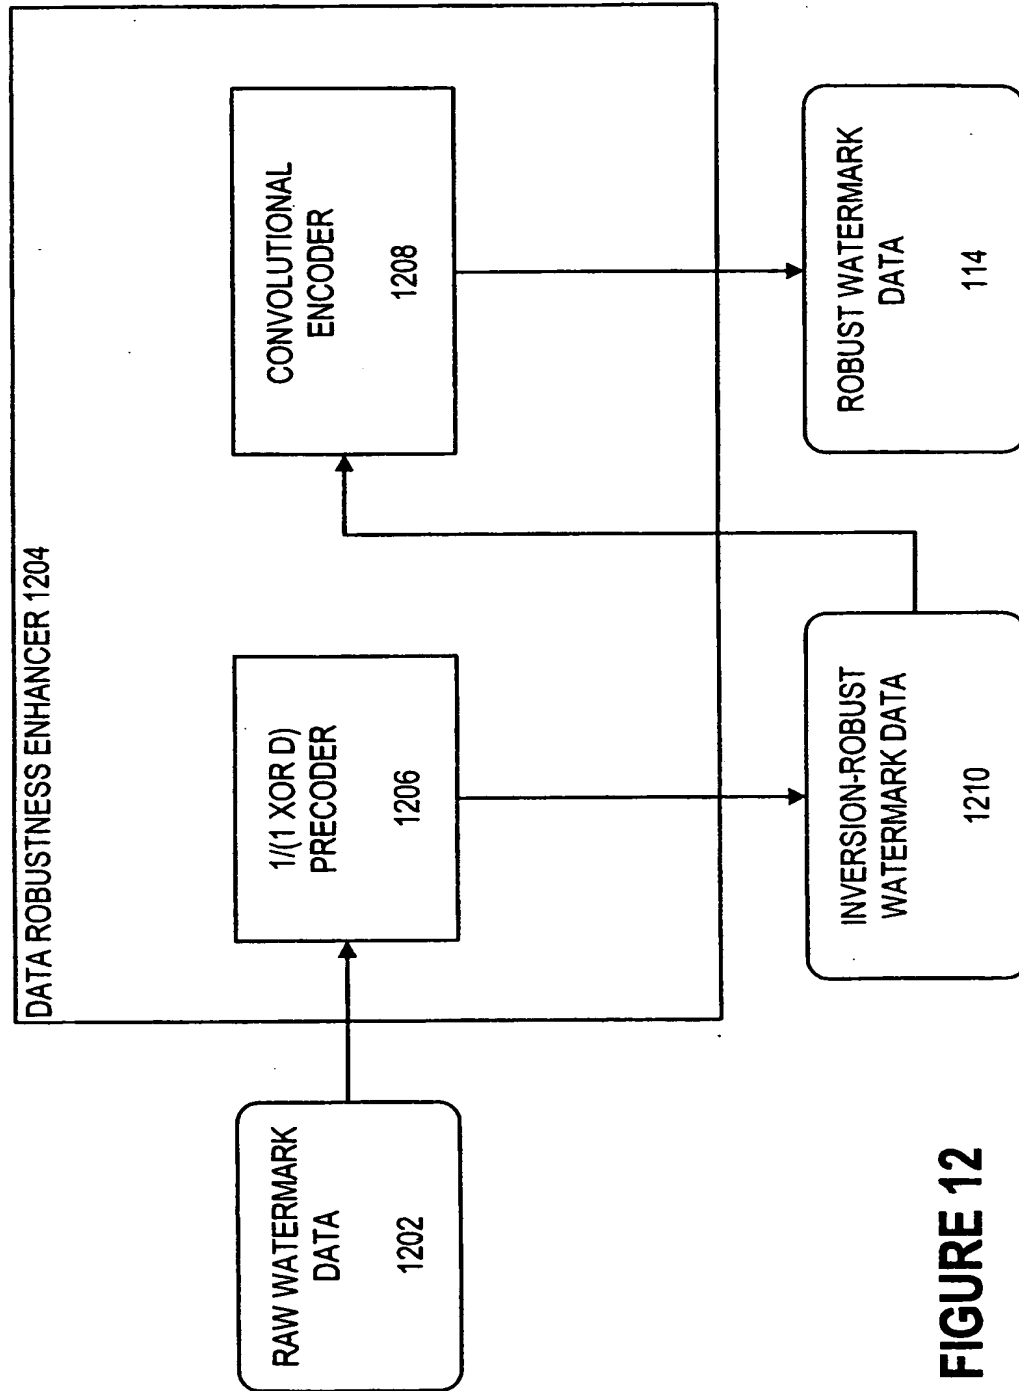 DATA ROBUSTNESS ENHANCER 1204
RAW WATERMARK
DATA
1202
1/(1 XOR D)
PRECODER
1206
CONVOLUTIONAL
ENCODER
1208
INVERSION-ROBUST
WATERMARK DATA
1210
ROBUST WATERMARK
DATA
114
FIGURE 12